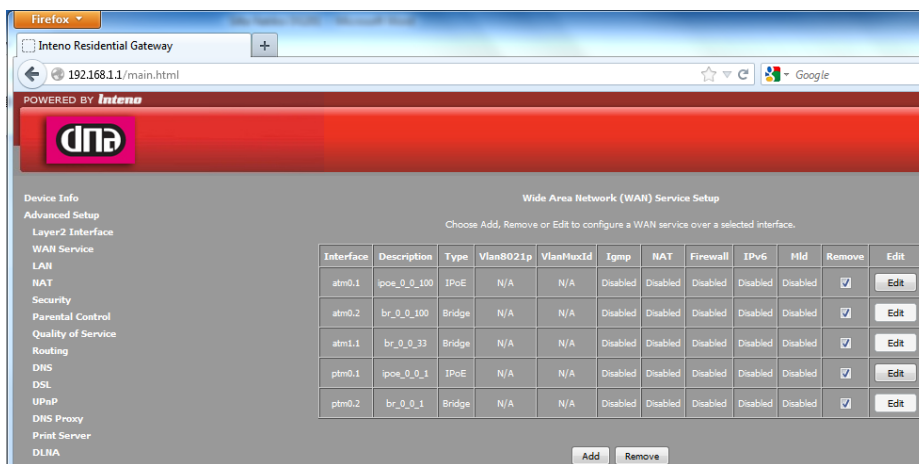 Firefox
Inteno Residential Gateway
+
192.168.1.1/main.html
Google
POWERED BY Inteno
dna
Device Info
Advanced Setup
Layer2 Interface
WAN Service
LAN
NAT
Security
Parental Control
Quality of Service
Routing
DNS
DSL
UPnP
DNS Proxy
Print Server
DLNA
Wide Area Network (WAN) Service Setup
Choose Add, Remove or Edit to configure a WAN service over a selected interface.
Interface Description Type Vlan8021p VlanMuxId Igmp NAT Firewall IPv6 Mld Remove Edit
atm0.1 ipoe_0_0_100 IPoE N/A N/A Disabled Disabled Disabled Disabled Disabled Edit
atm0.2 br_0_0_100 Bridge N/A N/A Disabled Disabled Disabled Disabled Disabled Edit
atm1.1 br_0_0_33 Bridge N/A N/A Disabled Disabled Disabled Disabled Disabled Edit
ptm0.1 ipoe_0_0_1 IPoE N/A N/A Disabled Disabled Disabled Disabled Disabled Edit
ptm0.2 br_0_0_1 Bridge N/A N/A Disabled Disabled Disabled Disabled Disabled Edit
Add Remove